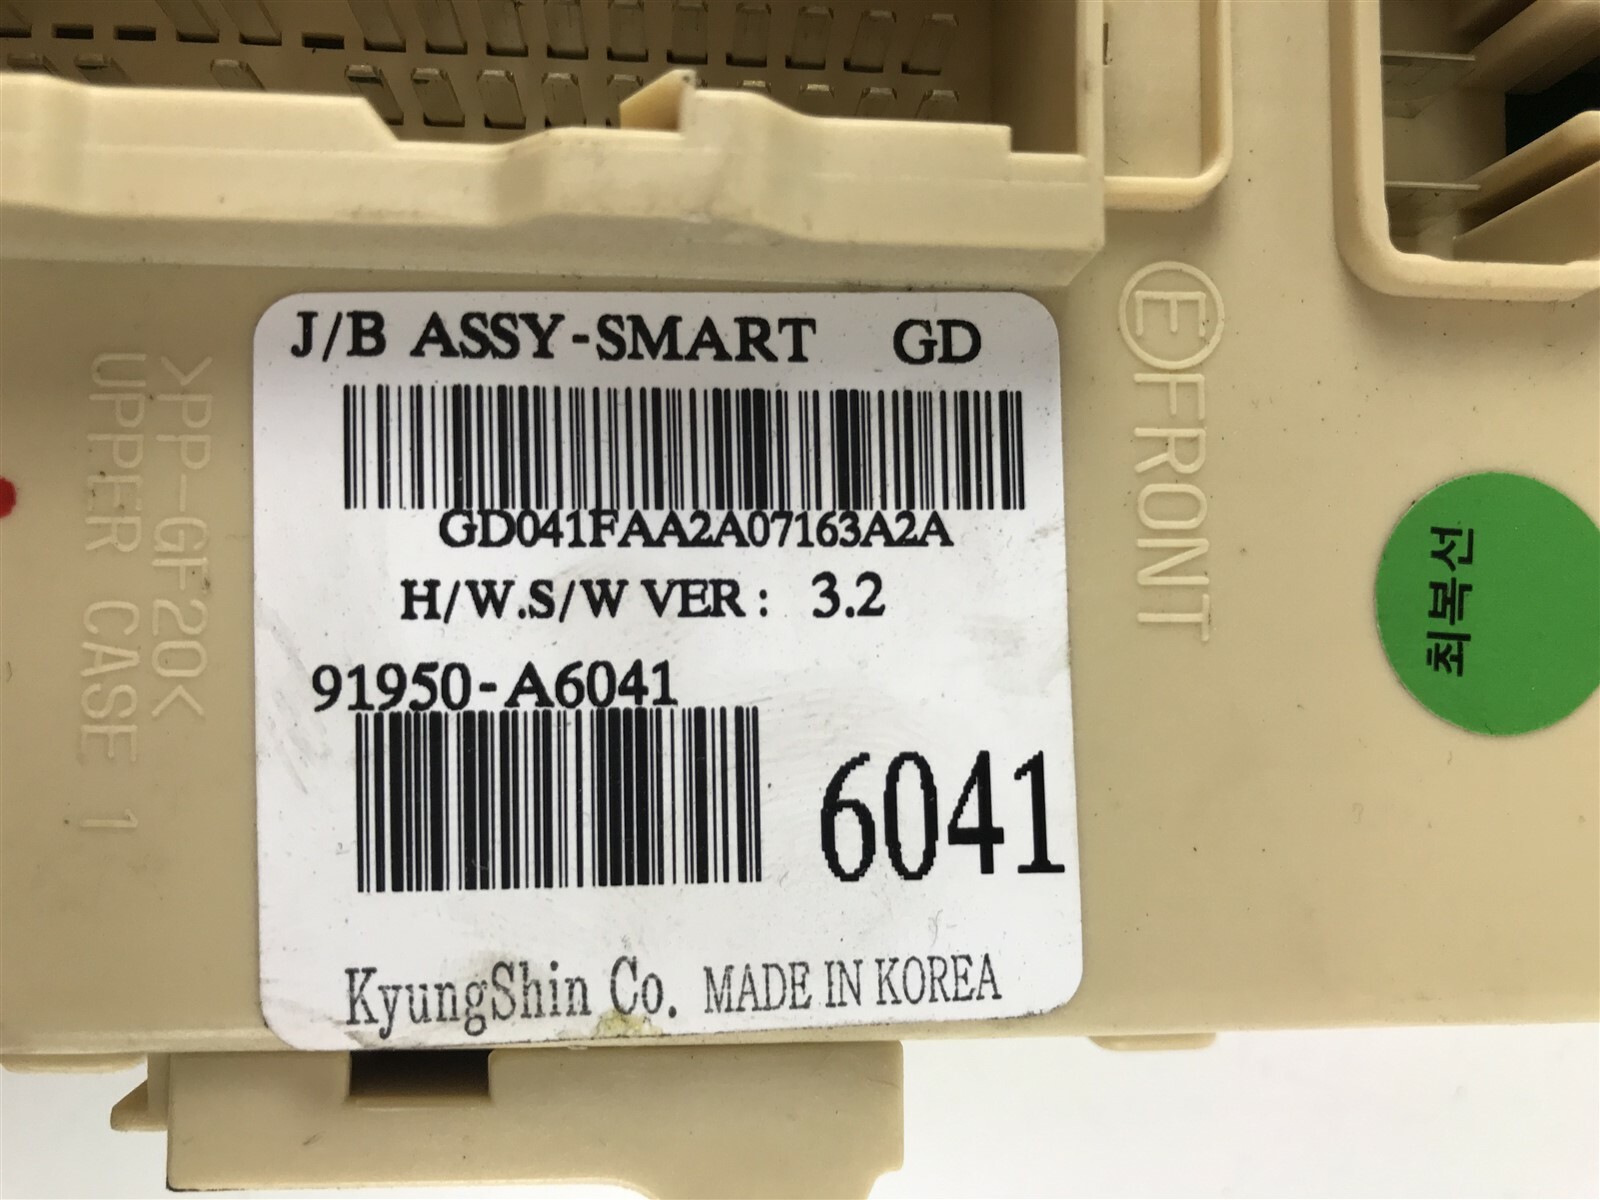 J/B ASSY-SMART GD
GD041FAA2A07163A2A
H/W.S/W VER : 3.2
91950-A6041
6041
KyungShin Co. MADE IN KOREA
>PP-GF20<
UPPER CASE 1
E FRONT
최복선